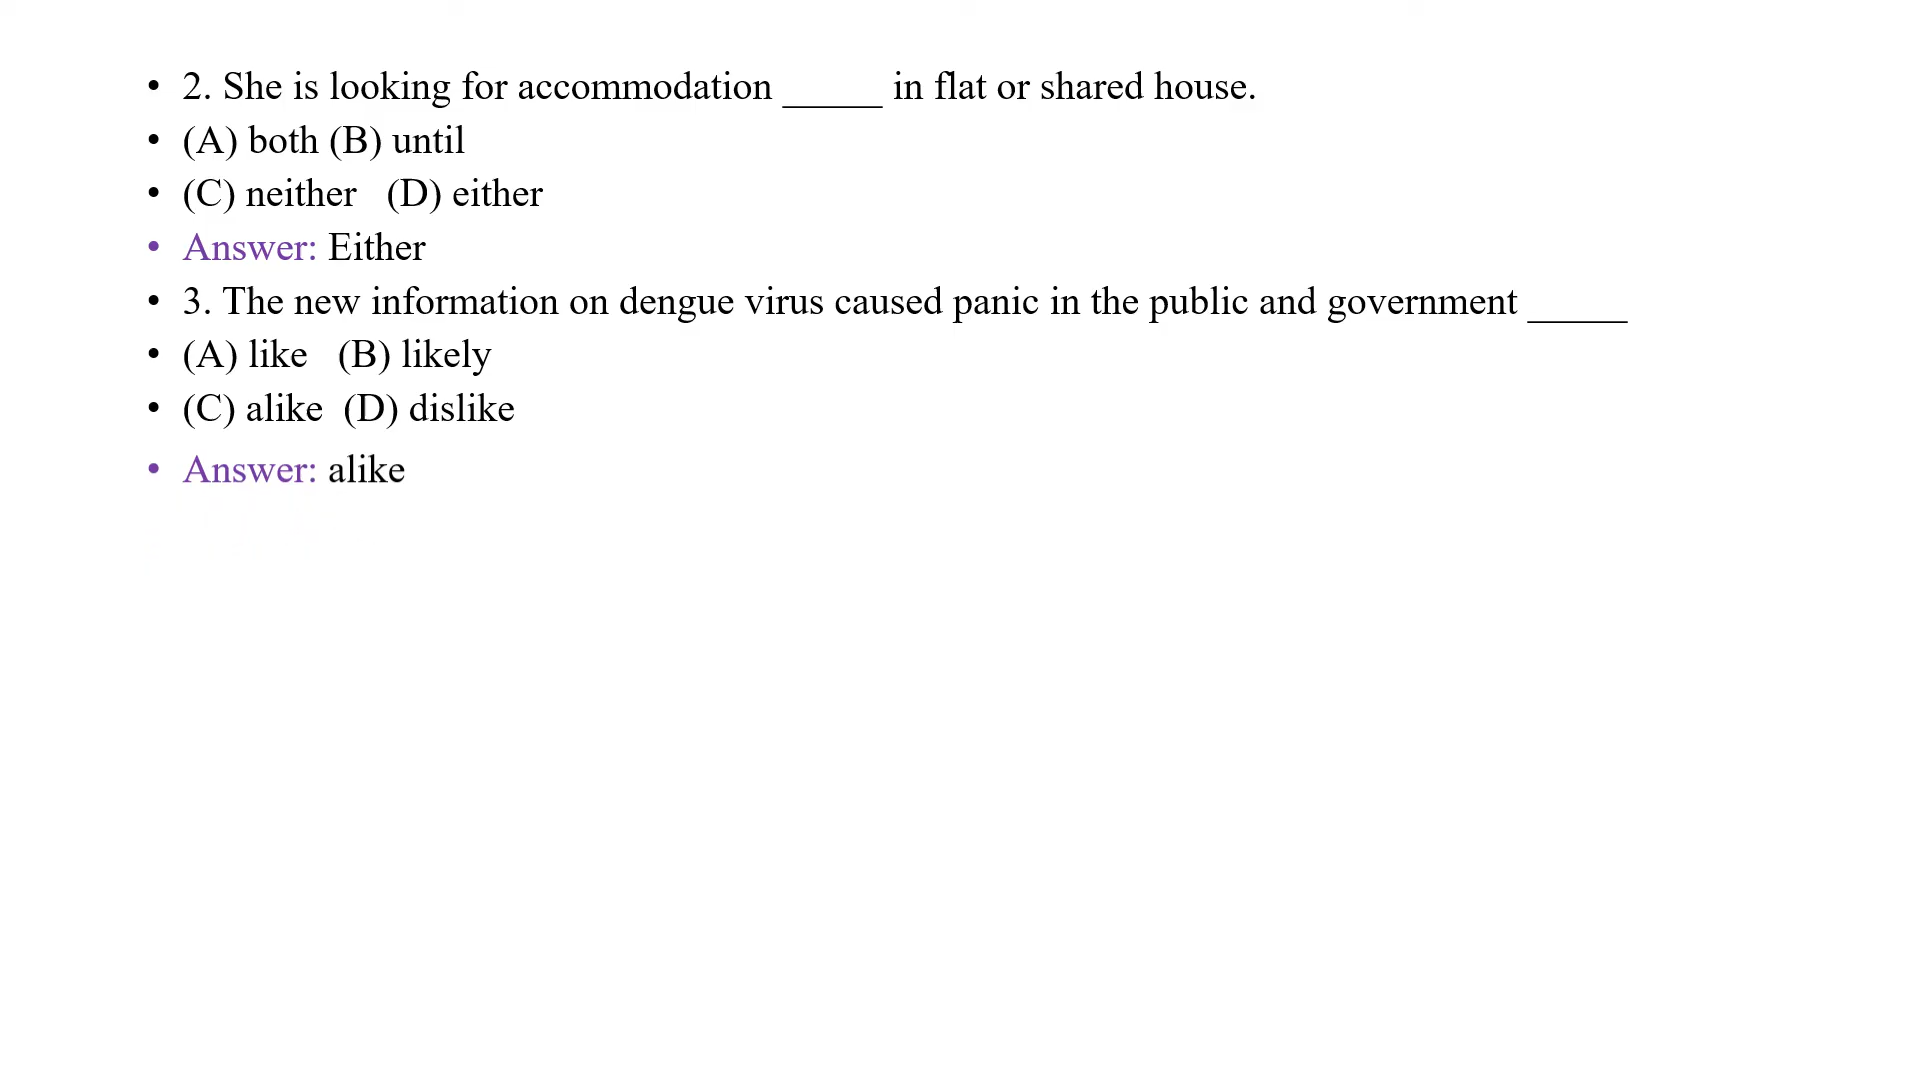 • 2. She is looking for accommodation _____ in flat or shared house.
• (A) both (B) until
• (C) neither (D) either
• Answer: Either
• 3. The new information on dengue virus caused panic in the public and government _____
• (A) like (B) likely
• (C) alike (D) dislike
• Answer: alike